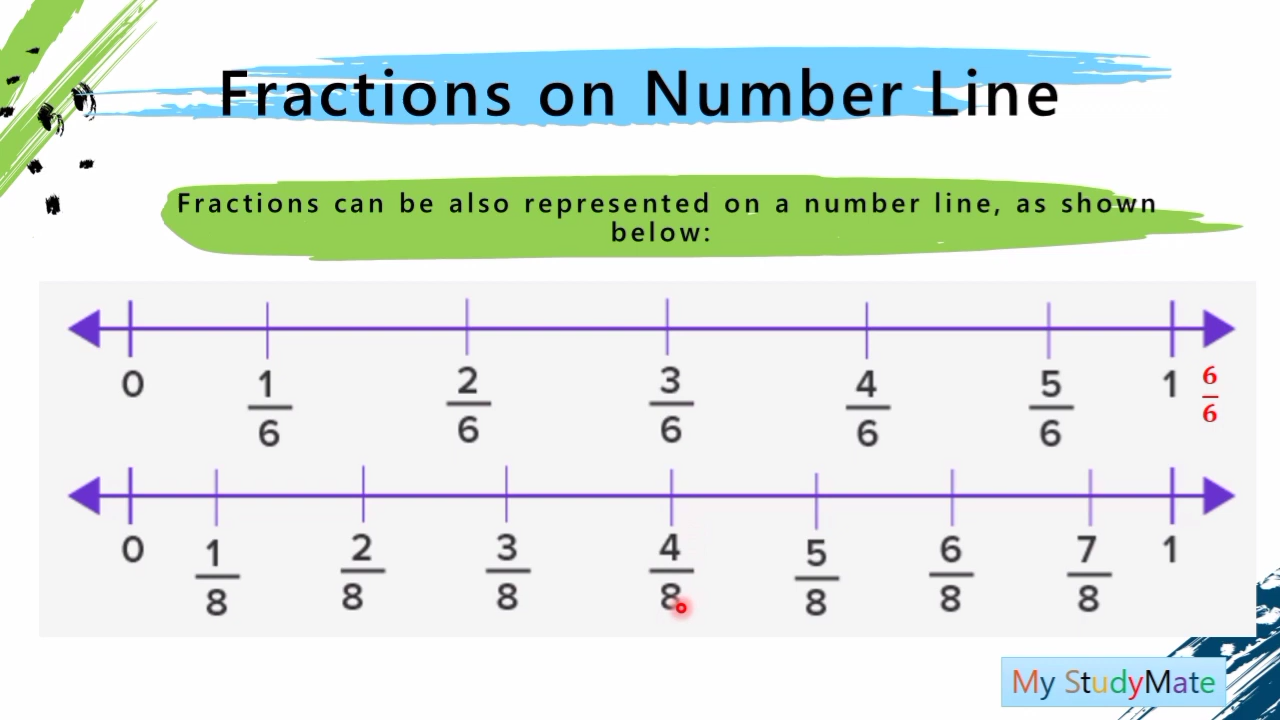 Fractions on Number Line
Fractions can be also represented on a number line, as shown
below:
0 1/6 2/6 3/6 4/6 5/6 1 6/6
0 1/8 2/8 3/8 4/8 5/8 6/8 7/8 1
My StudyMate